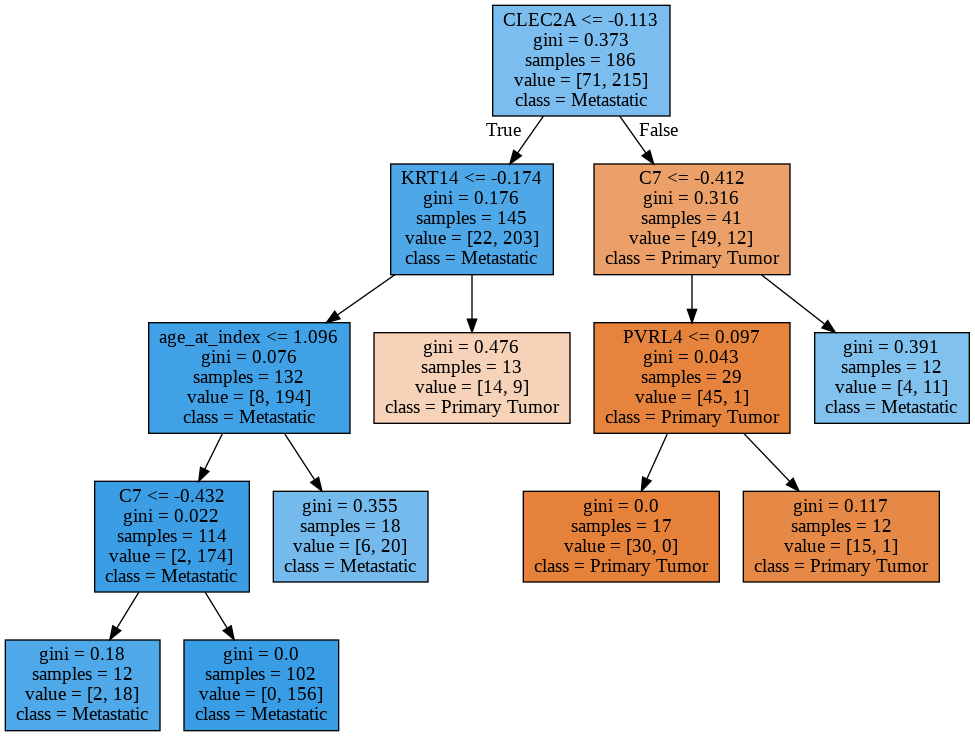 CLEC2A <= -0.113
gini = 0.373
samples = 186
value = [71, 215]
class = Metastatic
True
False
KRT14 <= -0.174
gini = 0.176
samples = 145
value = [22, 203]
class = Metastatic
C7 <= -0.412
gini = 0.316
samples = 41
value = [49, 12]
class = Primary Tumor
age_at_index <= 1.096
gini = 0.076
samples = 132
value = [8, 194]
class = Metastatic
gini = 0.476
samples = 13
value = [14, 9]
class = Primary Tumor
PVRL4 <= 0.097
gini = 0.043
samples = 29
value = [45, 1]
class = Primary Tumor
gini = 0.391
samples = 12
value = [4, 11]
class = Metastatic
C7 <= -0.432
gini = 0.022
samples = 114
value = [2, 174]
class = Metastatic
gini = 0.355
samples = 18
value = [6, 20]
class = Metastatic
gini = 0.0
samples = 17
value = [30, 0]
class = Primary Tumor
gini = 0.117
samples = 12
value = [15, 1]
class = Primary Tumor
gini = 0.18
samples = 12
value = [2, 18]
class = Metastatic
gini = 0.0
samples = 102
value = [0, 156]
class = Metastatic